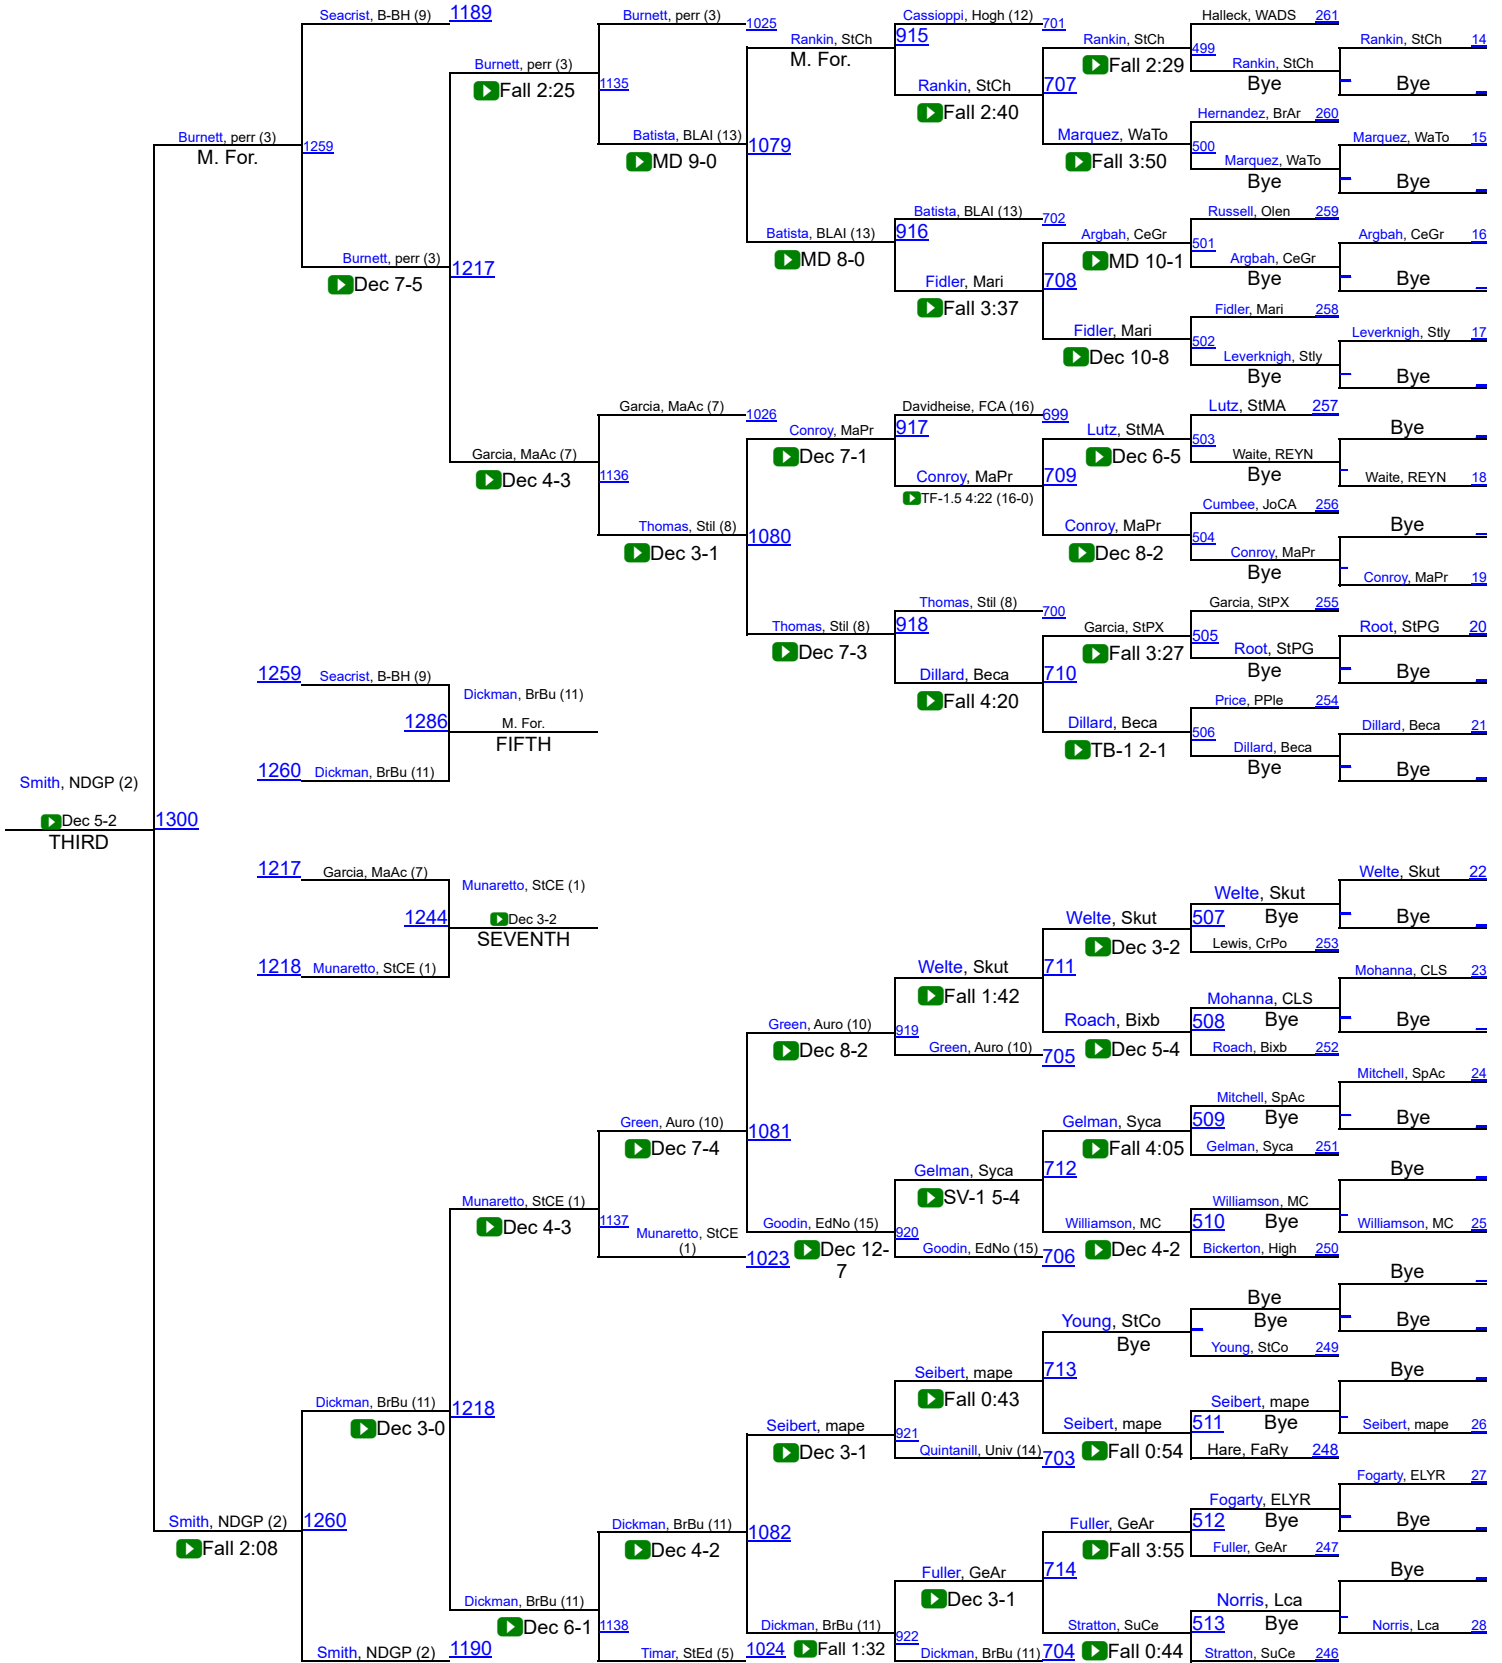 Seacrist, B-BH (9) 1189
Burnett, perr (3)
1025
Cassioppi, Hogh (12)
701
Halleck, WADS 261
Rankin, StCh
915
Rankin, StCh
499
Rankin, StCh 14
M. For.
Fall 2:29
Rankin, StCh
Burnett, perr (3)
Fall 2:25
1135
Rankin, StCh
707
Bye
Bye
Fall 2:40
Hernandez, BrAr 260
Burnett, perr (3)
M. For.
1259
Batista, BLAI (13)
1079
Marquez, WaTo
500
Marquez, WaTo 15
MD 9-0
Fall 3:50
Marquez, WaTo
Bye
Bye
Batista, BLAI (13)
702
Russell, Olen 259
Batista, BLAI (13)
916
Argbah, CeGr
501
Argbah, CeGr 16
MD 8-0
MD 10-1
Argbah, CeGr
Burnett, perr (3)
1217
Dec 7-5
Fidler, Mari
708
Bye
Bye
Fall 3:37
Fidler, Mari 258
Fidler, Mari
502
Leverknigh, Stly 17
Dec 10-8
Leverknigh, Stly
Bye
Bye
Garcia, MaAc (7)
1026
Davidheise, FCA (16)
699
Lutz, StMA 257
Conroy, MaPr
917
Lutz, StMA
503
Bye
Dec 7-1
Dec 6-5
Waite, REYN
Garcia, MaAc (7)
Dec 4-3
1136
Conroy, MaPr
709
Bye
Waite, REYN 18
TF-1.5 4:22 (16-0)
Cumbee, JoCA 256
Thomas, Stil (8)
1080
Conroy, MaPr
504
Bye
Dec 3-1
Dec 8-2
Conroy, MaPr
Bye
Conroy, MaPr 19
Thomas, Stil (8)
700
Garcia, StPX 255
Thomas, Stil (8)
918
Garcia, StPX
505
Root, StPG 20
Dec 7-3
Fall 3:27
Root, StPG
1259 Seacrist, B-BH (9)
Dillard, Beca
710
Bye
Bye
Dickman, BrBu (11)
Fall 4:20
Price, PPle 254
1286
M. For.
FIFTH
Dillard, Beca
506
Dillard, Beca 21
TB-1 2-1
Dillard, Beca
1260 Dickman, BrBu (11)
Bye
Bye
Smith, NDGP (2)
Dec 5-2
1300
THIRD
1217 Garcia, MaAc (7)
Welte, Skut 22
Munaretto, StCE (1)
Welte, Skut
1244
Dec 3-2
Welte, Skut
507
Bye
Bye
SEVENTH
Dec 3-2
Lewis, CrPo 253
1218 Munaretto, StCE (1)
Welte, Skut
711
Mohanna, CLS 23
Fall 1:42
Mohanna, CLS
Green, Auro (10)
919
Roach, Bixb
508
Bye
Bye
Dec 8-2
Green, Auro (10)
705
Dec 5-4
Roach, Bixb 252
Mitchell, SpAc 24
Mitchell, SpAc
Green, Auro (10)
1081
Gelman, Syca
509
Bye
Bye
Dec 7-4
Fall 4:05
Gelman, Syca 251
Gelman, Syca
712
Bye
Munaretto, StCE (1)
SV-1 5-4
Williamson, MC
Dec 4-3
1137
Munaretto, StCE
(1)
1023
Goodin, EdNo (15)
920
Williamson, MC
510
Bye
Williamson, MC 25
Dec 12-
7
Goodin, EdNo (15)
706
Dec 4-2
Bickerton, High 250
Bye
Bye
Young, StCo
Bye
Bye
Bye
Young, StCo 249
Seibert, mape
713
Bye
Fall 0:43
Dickman, BrBu (11)
1218
Seibert, mape
Dec 3-0
Seibert, mape
921
Seibert, mape
511
Bye
Seibert, mape 26
Dec 3-1
Quintanill, Univ (14)
703
Fall 0:54
Hare, FaRy 248
Fogarty, ELYR 27
Fogarty, ELYR
Smith, NDGP (2)
1260
Dickman, BrBu (11)
1082
Fuller, GeAr
512
Bye
Bye
Fall 2:08
Dec 4-2
Fall 3:55
Fuller, GeAr 247
Fuller, GeAr
714
Bye
Dickman, BrBu (11)
Dec 3-1
Norris, Lca
Dec 6-1
1138
Dickman, BrBu (11)
922
Stratton, SuCe
513
Bye
Norris, Lca 28
Smith, NDGP (2) 1190
Timar, StEd (5)
1024
Fall 1:32
Dickman, BrBu (11)
704
Fall 0:44
Stratton, SuCe 246